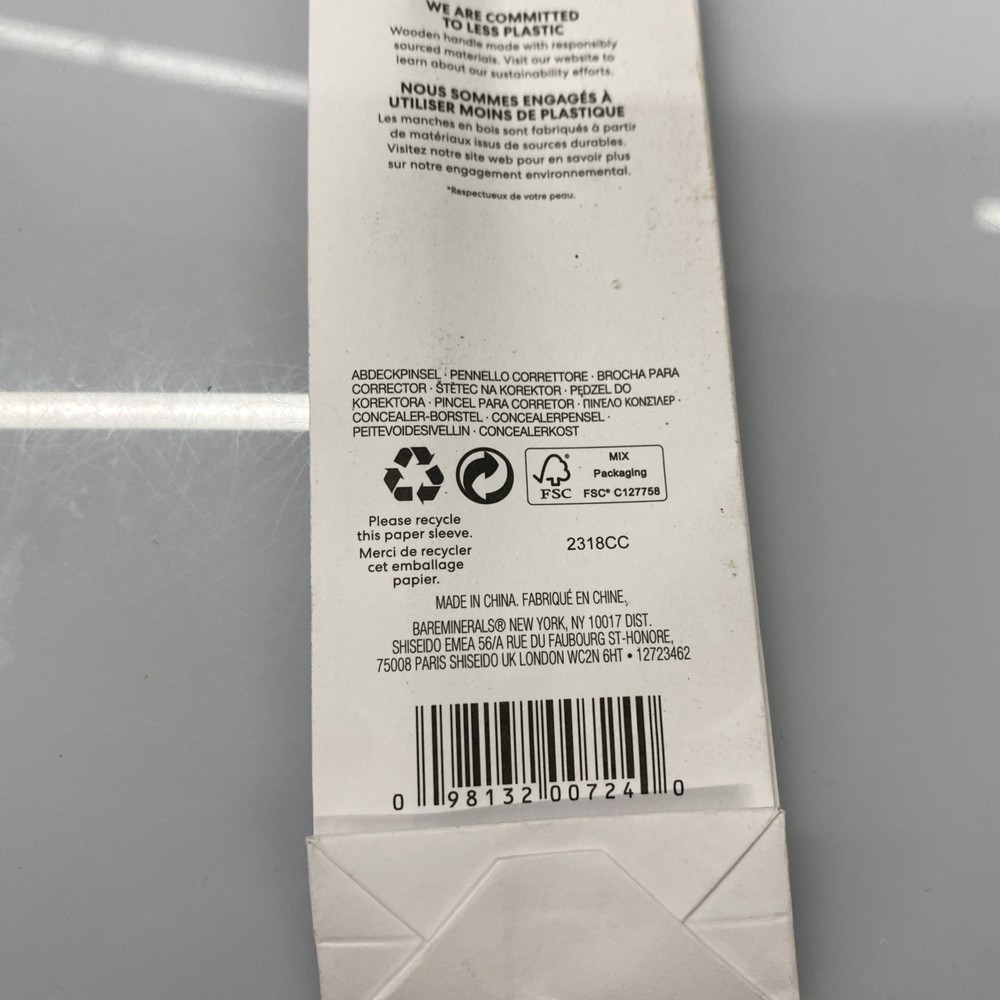 WE ARE COMMITTED
TO LESS PLASTIC
Wooden handle made with responsibly
sourced materials. Visit our website to
learn about our sustainability efforts.
NOUS SOMMES ENGAGÉS À
UTILISER MOINS DE PLASTIQUE
Les manches en bois sont fabriqués à partir
de matériaux issus de sources durables.
Visitez notre site web pour en savoir plus
sur notre engagement environnemental.
*Respectueux de votre peau.
ABDECKPINSEL · PENNELLO CORRETTORE · BROCHA PARA
CORRECTOR · ŠTĚTEC NA KOREKTOR · PĘDZEL DO
KOREKTORA · PINCEL PARA CORRETOR · ΠΙΝΕΛΟ ΚΟΝΣΙΛΕΡ ·
CONCEALER-BORSTEL · CONCEALERPENSEL ·
PEITEVOIDESIVELLIN · CONCEALERKOST
FSC®
MIX
Packaging
FSC® C127758
Please recycle
this paper sleeve.
Merci de recycler
cet emballage
papier.
2318CC
MADE IN CHINA. FABRIQUÉ EN CHINE,
BAREMINERALS® NEW YORK, NY 10017 DIST.
SHISEIDO EMEA 56/A RUE DU FAUBOURG ST-HONORE,
75008 PARIS SHISEIDO UK LONDON WC2N 6HT • 12723462
0 98132 00724 0